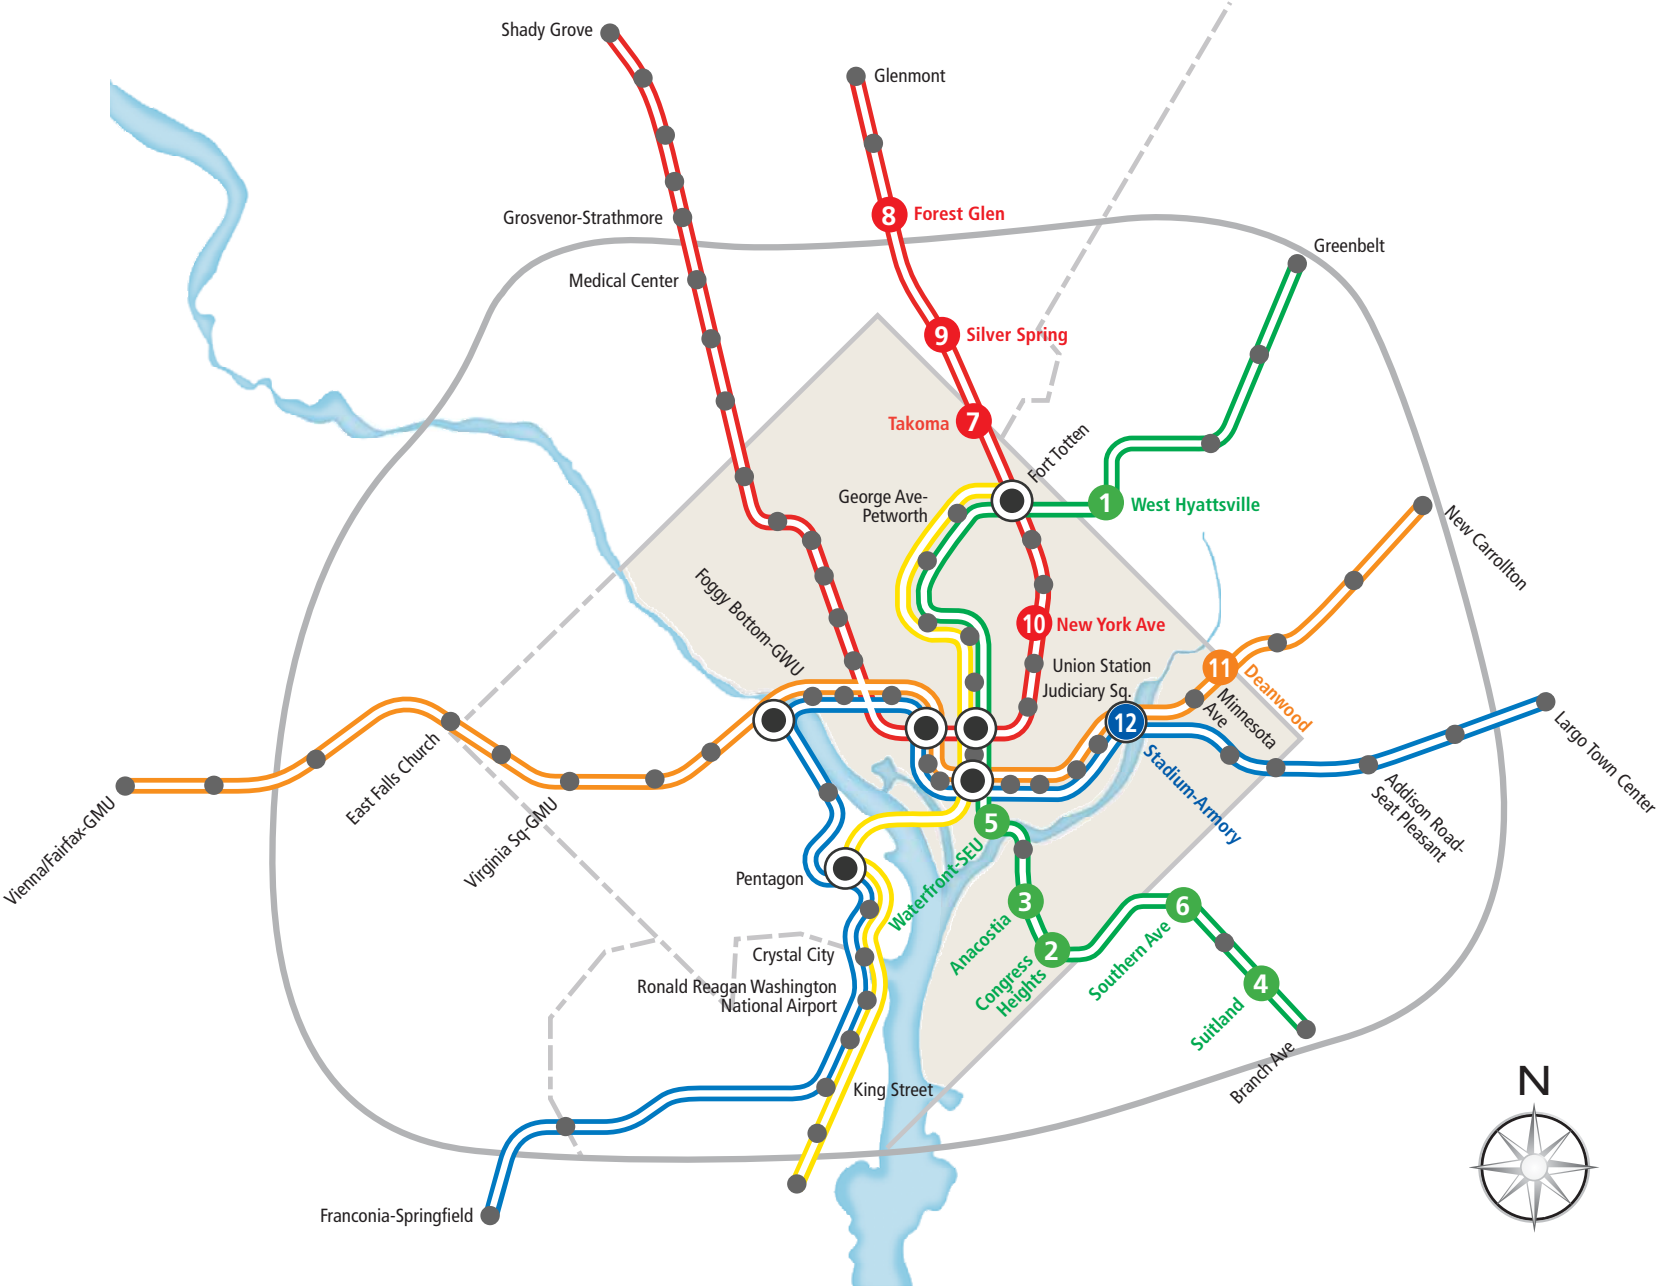 Shady Grove
Glenmont
8
Forest Glen
Grosvenor-Strathmore
Greenbelt
Medical Center
9
Silver Spring
Takoma
7
Fort Totten
George Ave-
Petworth
1
West Hyattsville
New Carrollton
Foggy Bottom-GWU
10
New York Ave
Union Station
Judiciary Sq.
11
Deanwood
Minnesota
Ave
12
Stadium-Armory
Largo Town Center
East Falls Church
Vienna/Fairfax-GMU
Virginia Sq-GMU
Addison Road-
Seat Pleasant
5
Waterfront-SEU
Pentagon
3
Anacostia
2
Congress
Heights
6
Southern Ave
Crystal City
Ronald Reagan Washington
National Airport
4
Suitland
Branch Ave
King Street
N
Franconia-Springfield